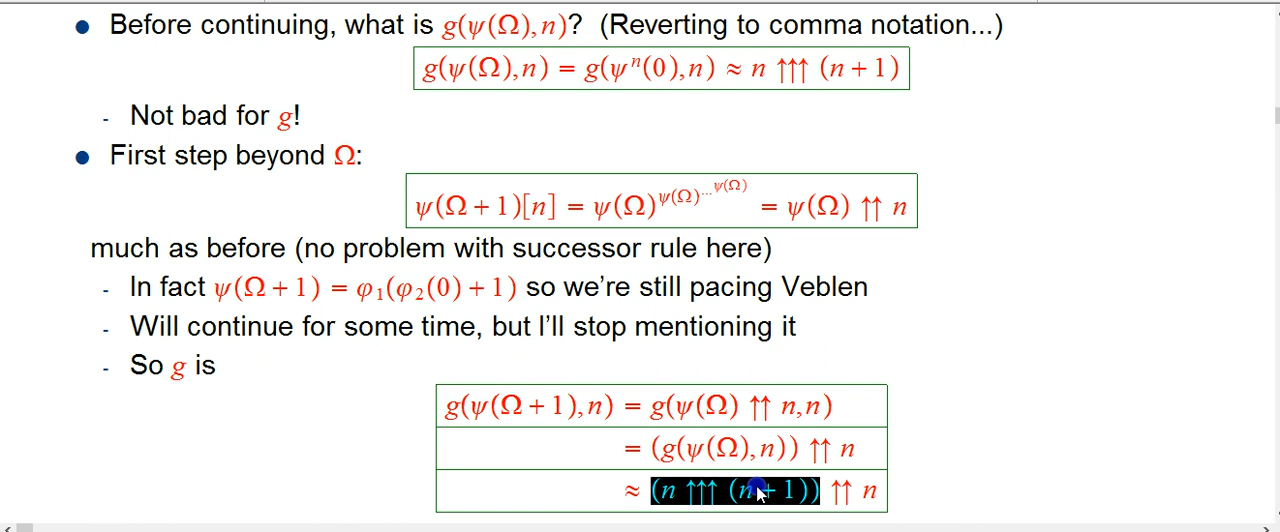 ● Before continuing, what is g(ψ(Ω),n)? (Reverting to comma notation...)
g(ψ(Ω),n) = g(ψⁿ(0),n) ≈ n ↑↑↑ (n+1)
- Not bad for g!
● First step beyond Ω:
ψ(Ω+1)[n] = ψ(Ω)^ψ(Ω)^⋯^ψ(Ω) = ψ(Ω) ↑↑ n
much as before (no problem with successor rule here)
- In fact ψ(Ω+1) = φ₁(φ₂(0)+1) so we're still pacing Veblen
- Will continue for some time, but I'll stop mentioning it
- So g is
g(ψ(Ω+1),n) = g(ψ(Ω) ↑↑ n,n)
= (g(ψ(Ω),n)) ↑↑ n
≈ (n ↑↑↑ (n+1)) ↑↑ n